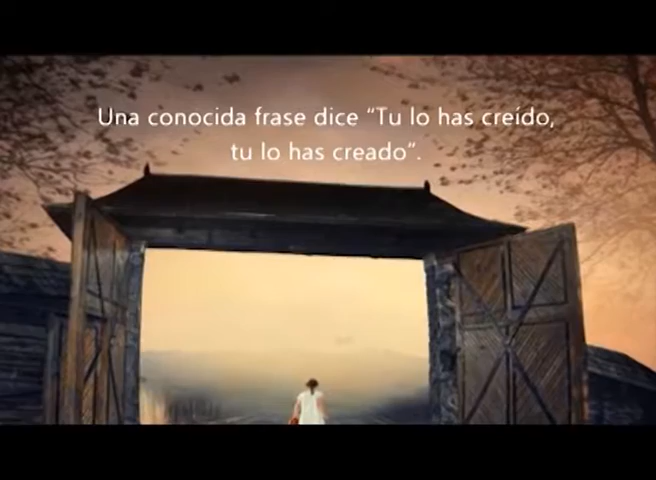 Una conocida frase dice “Tu lo has creído,
tu lo has creado”.